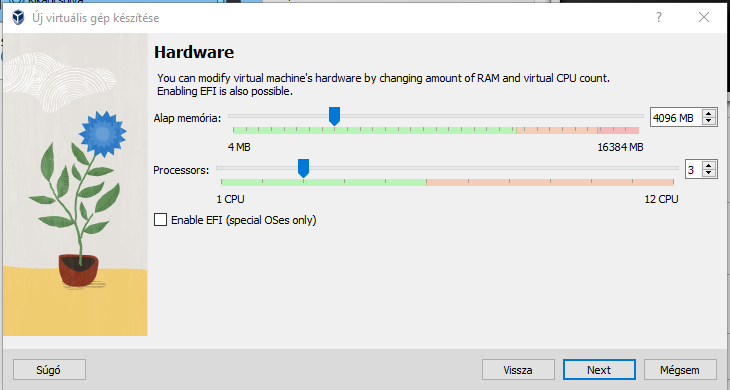 Új virtuális gép készítése
Hardware
You can modify virtual machine's hardware by changing amount of RAM and virtual CPU count.
Enabling EFI is also possible.
Alap memória:
4096 MB
4 MB
16384 MB
Processors:
3
1 CPU
12 CPU
Enable EFI (special OSes only)
Súgó
Vissza
Next
Mégsem